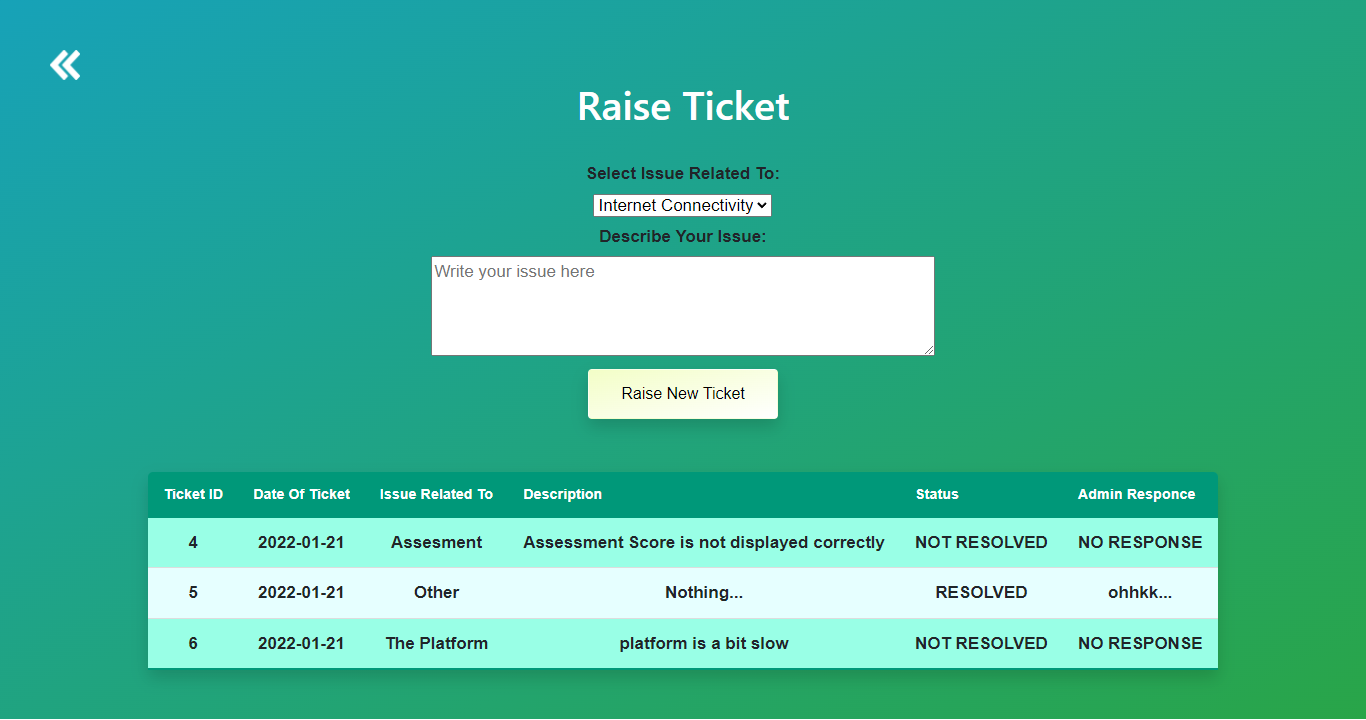 Raise Ticket
Select Issue Related To:
Internet Connectivity
Describe Your Issue:
Write your issue here
Raise New Ticket
Ticket ID Date Of Ticket Issue Related To Description Status Admin Responce
4 2022-01-21 Assesment Assessment Score is not displayed correctly NOT RESOLVED NO RESPONSE
5 2022-01-21 Other Nothing... RESOLVED ohhkk...
6 2022-01-21 The Platform platform is a bit slow NOT RESOLVED NO RESPONSE